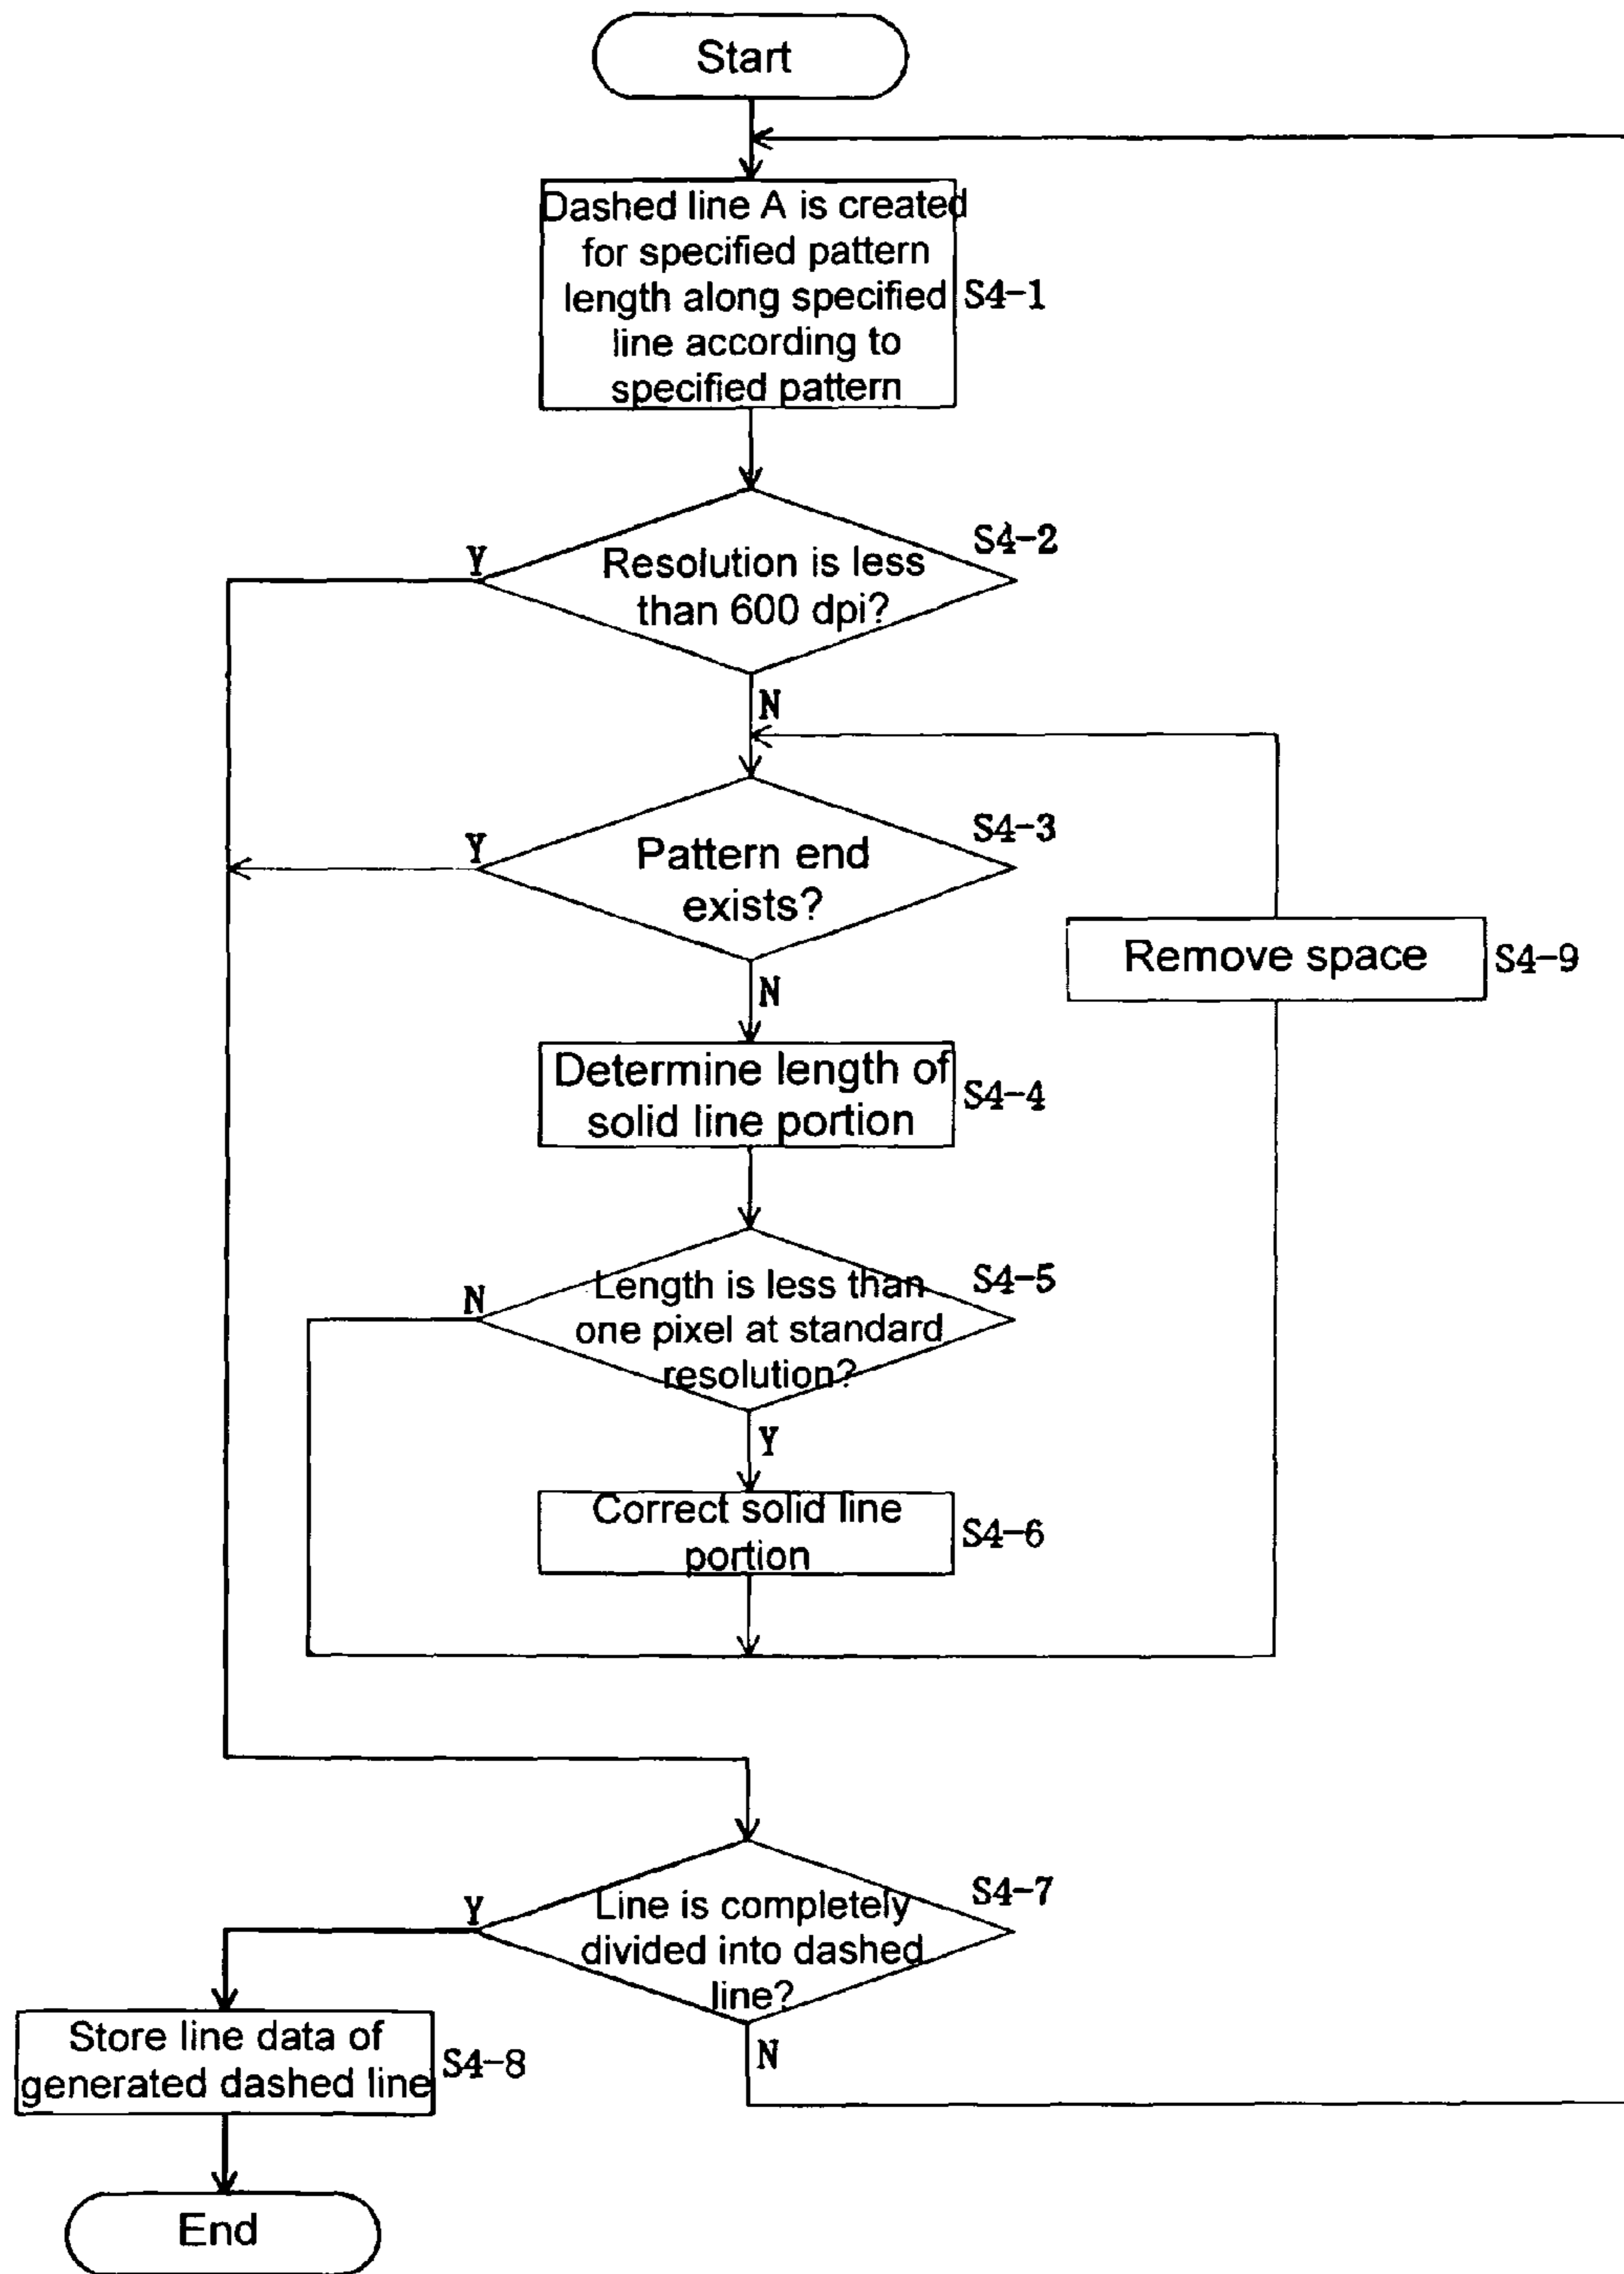 Start
Dashed line A is created
for specified pattern
length along specified
line according to
specified pattern
S4-1
Resolution is less
than 600 dpi?
S4-2
Y
N
Pattern end
exists?
S4-3
Y
N
Remove space
S4-9
Determine length of
solid line portion
S4-4
Length is less than
one pixel at standard
resolution?
S4-5
N
Y
Correct solid line
portion
S4-6
Line is completely
divided into dashed
line?
S4-7
Y
N
Store line data of
generated dashed line
S4-8
End